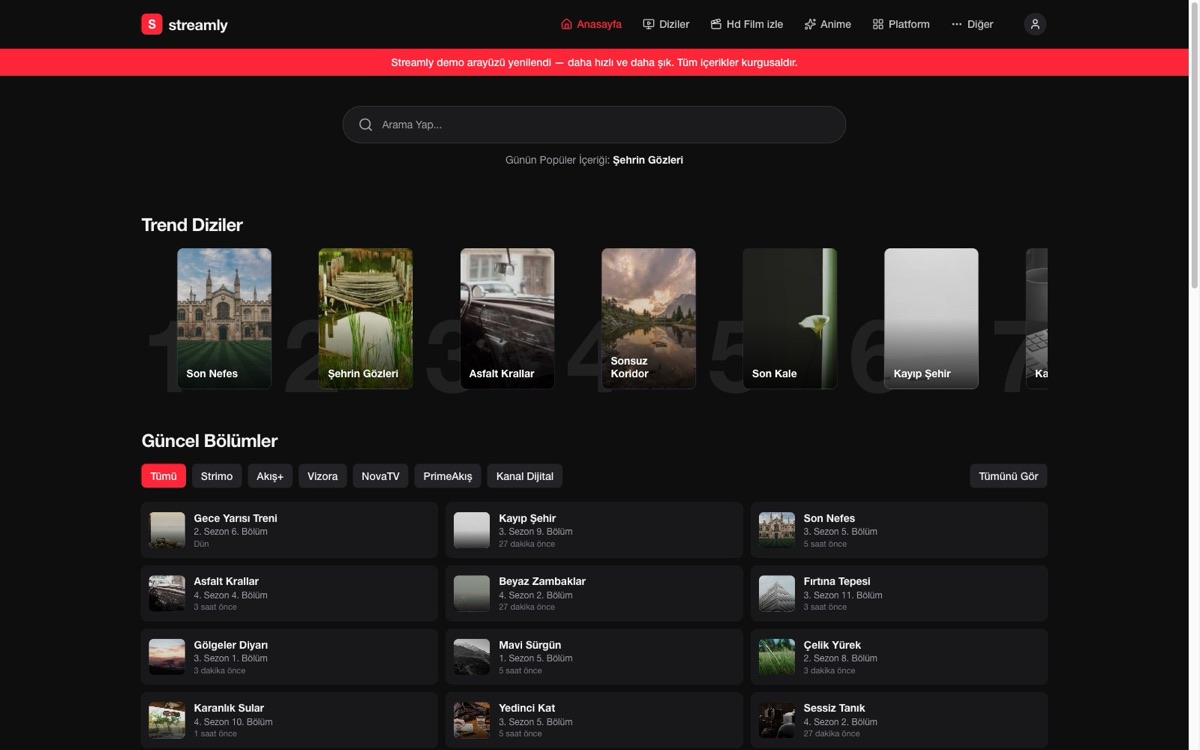 S streamly
Anasayfa Diziler Hd Film izle Anime Platform Diğer
Streamly demo arayüzü yenilendi — daha hızlı ve daha şık. Tüm içerikler kurgusaldır.
Arama Yap...
Günün Popüler İçeriği: Şehrin Gözleri
Trend Diziler
1 2 3 4 5 6 7
Son Nefes
Şehrin Gözleri
Asfalt Krallar
Sonsuz
Koridor
Son Kale
Kayıp Şehir
Ka
Güncel Bölümler
Tümü Strimo Akış+ Vizora NovaTV PrimeAkış Kanal Dijital Tümünü Gör
Gece Yarısı Treni
2. Sezon 6. Bölüm
Dün
Kayıp Şehir
3. Sezon 9. Bölüm
27 dakika önce
Son Nefes
3. Sezon 5. Bölüm
5 saat önce
Asfalt Krallar
4. Sezon 4. Bölüm
3 saat önce
Beyaz Zambaklar
4. Sezon 2. Bölüm
27 dakika önce
Fırtına Tepesi
3. Sezon 11. Bölüm
3 saat önce
Gölgeler Diyarı
3. Sezon 1. Bölüm
3 dakika önce
Mavi Sürgün
1. Sezon 5. Bölüm
5 saat önce
Çelik Yürek
2. Sezon 8. Bölüm
3 dakika önce
Karanlık Sular
4. Sezon 10. Bölüm
1 saat önce
Yedinci Kat
3. Sezon 5. Bölüm
5 saat önce
Sessiz Tanık
4. Sezon 2. Bölüm
27 dakika önce